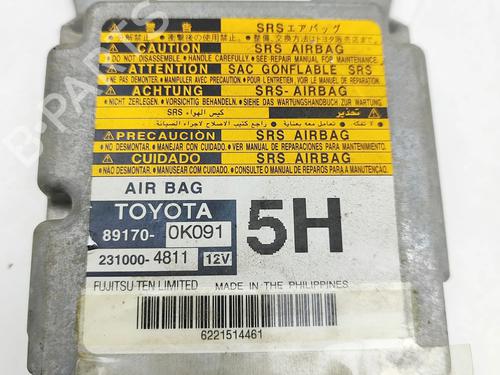 警告 SRSエアバッグ
CAUTION SRS AIRBAG
●DO NOT DISASSEMBLE ●HANDLE CAREFULLY ●SEE REPAIR MANUAL FOR MAINTENANCE.
ATTENTION SAC GONFLABLE SRS
●NE PAS DEMONTER. ●MANIPULER AVEC PRECAUTION ●POUR L'ENTRETIEN, VOIR LE MANUEL DE REPARATION.
ACHTUNG SRS-AIRBAG
●NICHT ZERLEGEN. ●VORSICHTIG BEHANDELN. ●SIEHE DAS WARTUNGSHANDBUCH ZUR WARTUNG.
تحذير كيس الهواء SRS
PRECAUCIÓN SRS AIRBAG
●NO DESMONTAR. ●MANEJAR CON CUIDADO. ●VER MANUAL DE REPARACIONES PARA MANTENIMIENTO.
CUIDADO SRS AIRBAG
●NÃO DESMONTAR. ●MANUSEAR COM CUIDADO. ●CONSULTE O MANUAL DE REPAROS PARA MANUTENÇÃO.
AIR BAG
TOYOTA
89170-0K091
5H
231000-4811 12V
FUJITSU TEN LIMITED MADE IN THE PHILIPPINES
6221514461